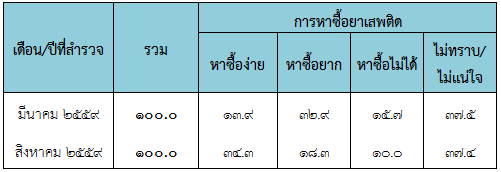 การหาซื้อยาเสพติด
เดือน/ปีที่สำรวจ รวม หาซื้อง่าย หาซื้อยาก หาซื้อไม่ได้ ไม่ทราบ/
ไม่แน่ใจ
มีนาคม ๒๕๕๙ ๑๐๐.๐ ๑๓.๙ ๓๒.๙ ๑๕.๗ ๓๗.๕
สิงหาคม ๒๕๕๙ ๑๐๐.๐ ๓๔.๓ ๑๘.๓ ๑๐.๐ ๓๗.๔